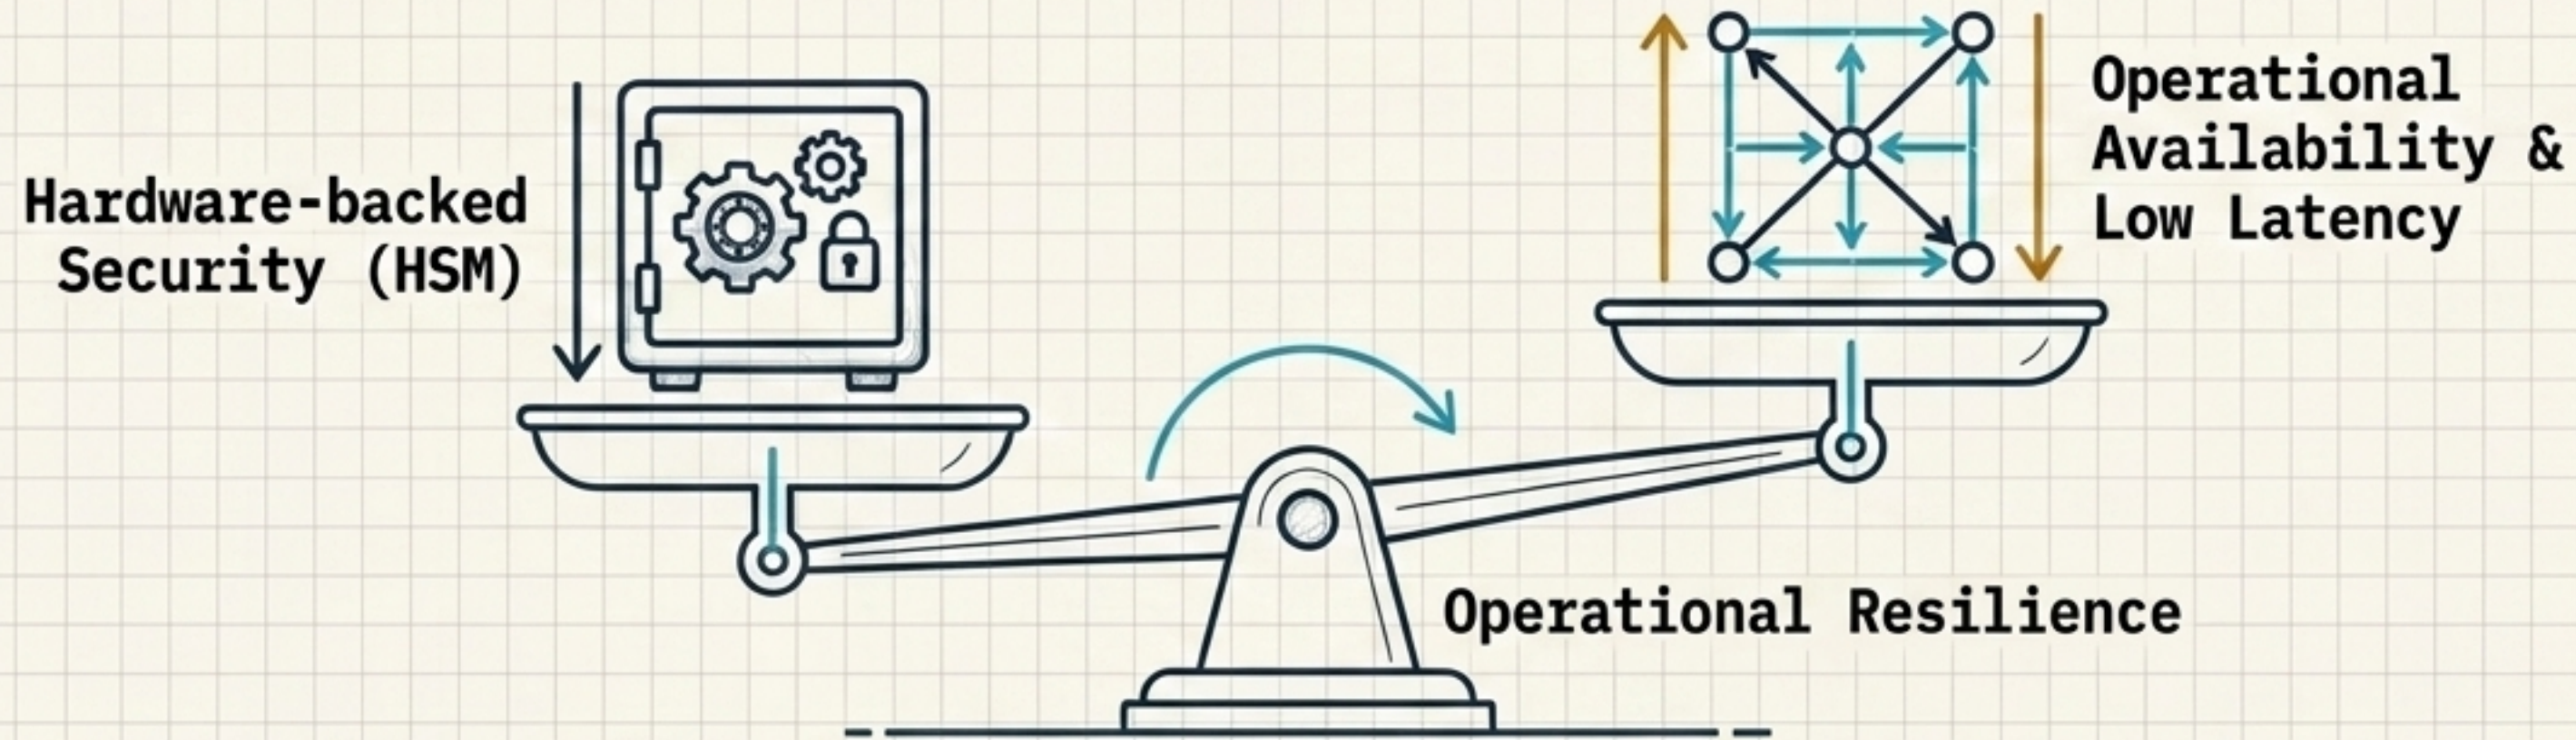 Hardware-backed
Security (HSM)
Operational
Availability &
Low Latency
Operational Resilience